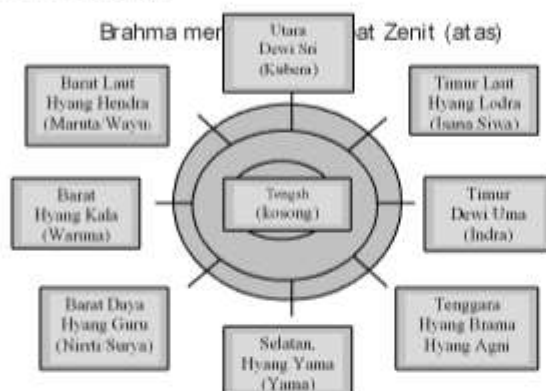 Brahma mer
at Zenit (atas)
Utara
Dewi Sri
(Kubera)
Barat Laut
Hyang Hendra
(Maruta/Wayu)
Timur Laut
Hyang Lodra
(Isana Siwa)
Barat
Hyang Kala
(Waruna)
Tengah
(kosong)
Timur
Dewi Uma
(Indra)
Barat Daya
Hyang Guru
(Nirrti/Surya)
Selatan,
Hyang Yama
(Yama)
Tenggara
Hyang Brama
Hyang Agni